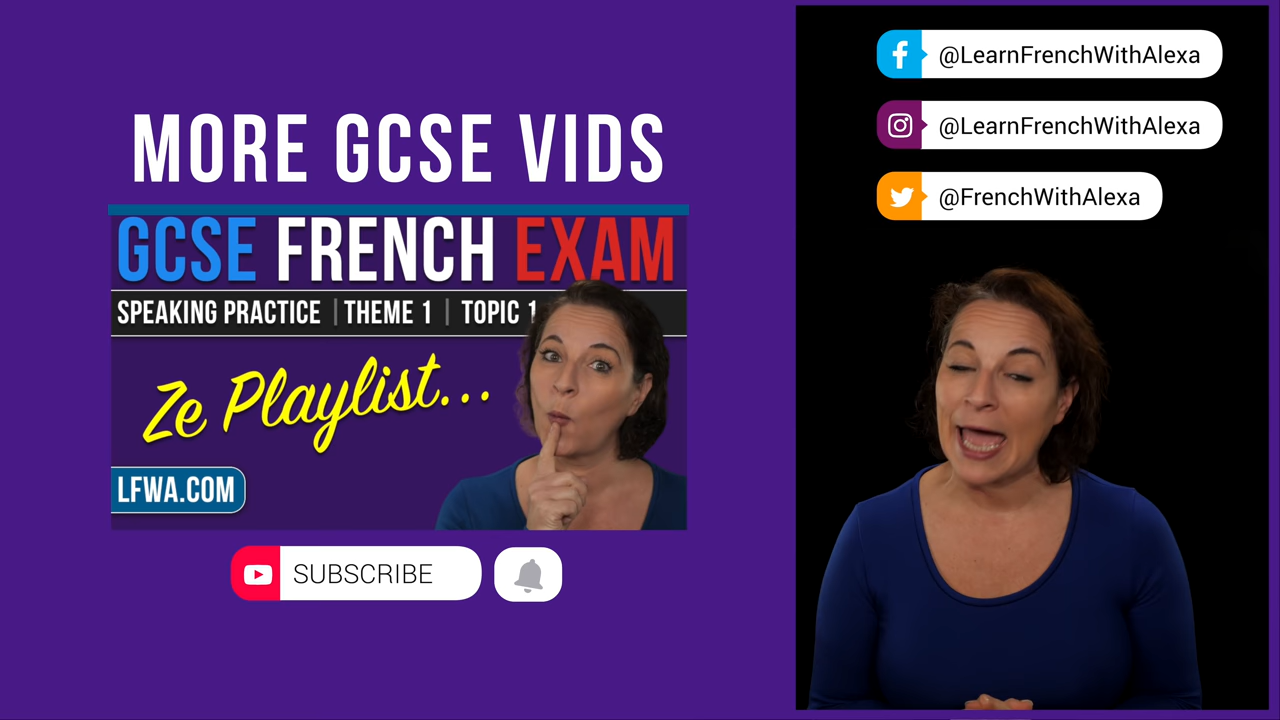 MORE GCSE VIDS
GCSE FRENCH EXAM
SPEAKING PRACTICE | THEME 1 | TOPIC 1
Ze Playlist...
LFWA.COM
SUBSCRIBE
@LearnFrenchWithAlexa
@LearnFrenchWithAlexa
@FrenchWithAlexa